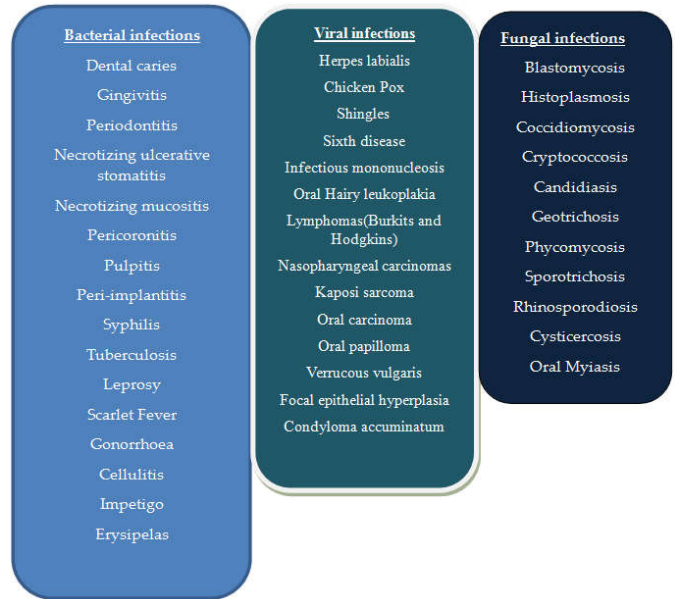 Bacterial infections
Dental caries
Gingivitis
Periodontitis
Necrotizing ulcerative
stomatitis
Necrotizing mucositis
Pericoronitis
Pulpitis
Peri-implantitis
Syphilis
Tuberculosis
Leprosy
Scarlet Fever
Gonorrhoea
Cellulitis
Impetigo
Erysipelas
Viral infections
Herpes labialis
Chicken Pox
Shingles
Sixth disease
Infectious mononucleosis
Oral Hairy leukoplakia
Lymphomas(Burkits and
Hodgkins)
Nasopharyngeal carcinomas
Kaposi sarcoma
Oral carcinoma
Oral papilloma
Verrucous vulgaris
Focal epithelial hyperplasia
Condyloma accuminatum
Fungal infections
Blastomycosis
Histoplasmosis
Coccidiomycosis
Cryptococcosis
Candidiasis
Geotrichosis
Phycomycosis
Sporotrichosis
Rhinosporodiosis
Cysticercosis
Oral Myiasis